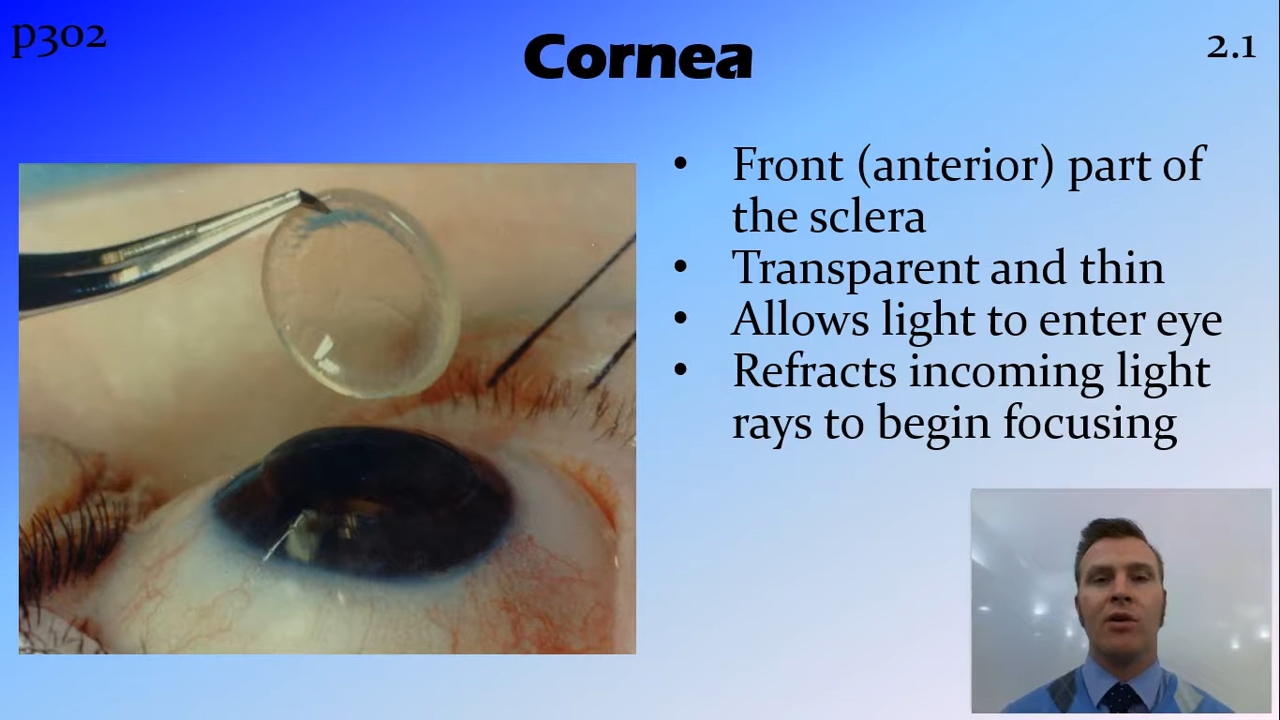 p302
Cornea
2.1
• Front (anterior) part of
the sclera
• Transparent and thin
• Allows light to enter eye
• Refracts incoming light
rays to begin focusing